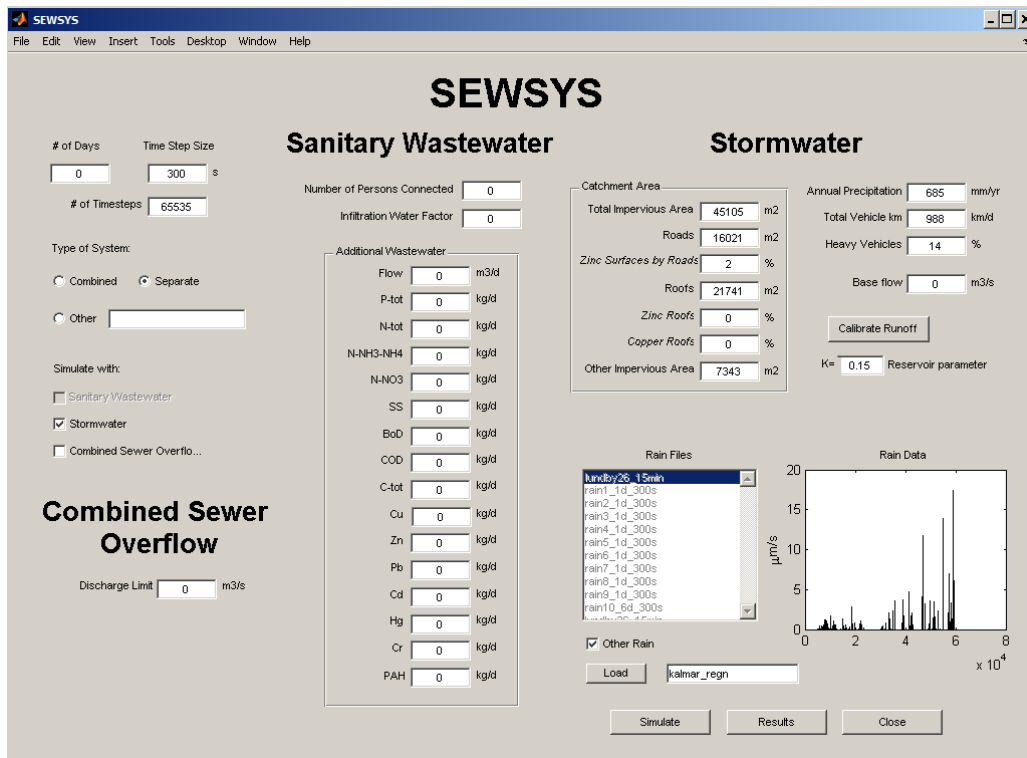 SEWSYS
File Edit View Insert Tools Desktop Window Help
SEWSYS
# of Days Time Step Size
0 300 s
# of Timesteps 65535
Type of System:
Combined Separate
Other
Simulate with:
Sanitary Wastewater
Stormwater
Combined Sewer Overflo...
Combined Sewer
Overflow
Discharge Limit 0 m3/s
Sanitary Wastewater
Number of Persons Connected 0
Infiltration Water Factor 0
Additional Wastewater
Flow 0 m3/d
P-tot 0 kg/d
N-tot 0 kg/d
N-NH3-NH4 0 kg/d
N-NO3 0 kg/d
SS 0 kg/d
BoD 0 kg/d
COD 0 kg/d
C-tot 0 kg/d
Cu 0 kg/d
Zn 0 kg/d
Pb 0 kg/d
Cd 0 kg/d
Hg 0 kg/d
Cr 0 kg/d
PAH 0 kg/d
Stormwater
Catchment Area
Total Impervious Area 45105 m2
Roads 16021 m2
Zinc Surfaces by Roads 2 %
Roofs 21741 m2
Zinc Roofs 0 %
Copper Roofs 0 %
Other Impervious Area 7343 m2
Annual Precipitation 685 mm/yr
Total Vehicle km 988 km/d
Heavy Vehicles 14 %
Base flow 0 m3/s
Calibrate Runoff
K= 0.15 Reservoir parameter
Rain Files
lundby26_15min
rain1_1d_300s
rain2_1d_300s
rain3_1d_300s
rain4_1d_300s
rain5_1d_300s
rain6_1d_300s
rain7_1d_300s
rain8_1d_300s
rain9_1d_300s
rain10_6d_300s
lundby26_15min
Other Rain
Load kalmar_regn
Rain Data
20
15
10
5
0
µm/s
0 2 4 6 8
x 10^4
Simulate Results Close